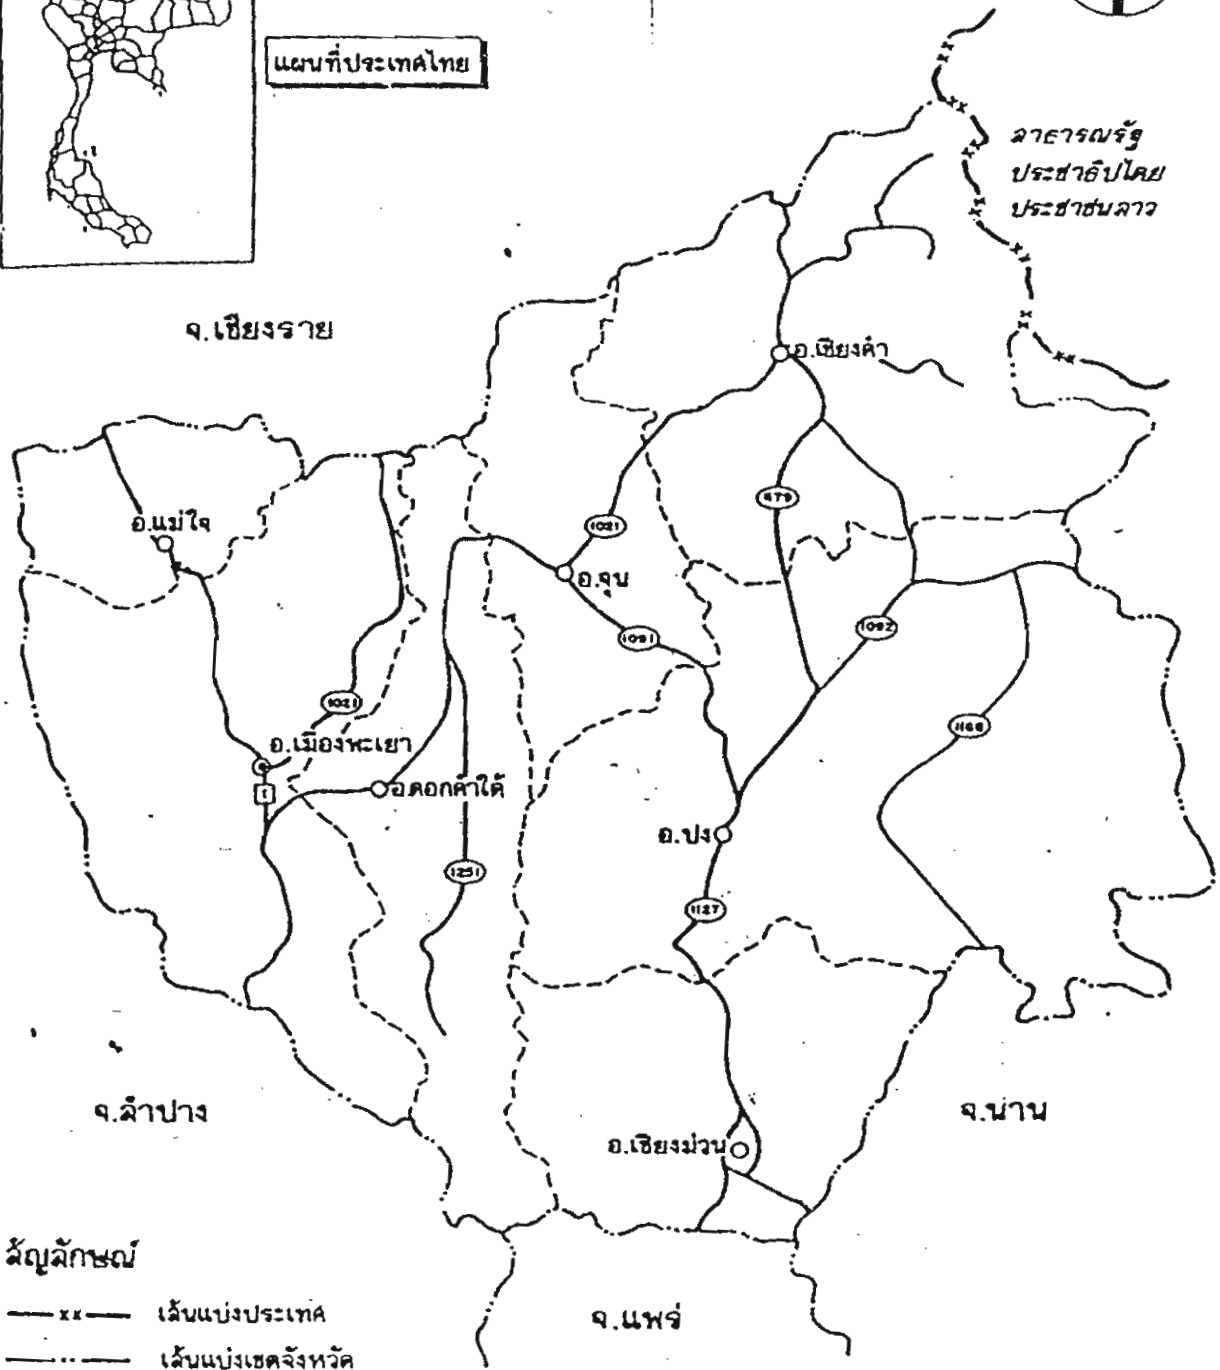 แผนที่ประเทศไทย
สาธารณรัฐ
ประชาธิปไตย
ประชาชนลาว
จ.เชียงราย
อ.เชียงคำ
1179
อ.แม่ใจ
1021
อ.จุน
1091
1092
1021
1188
อ.เมืองพะเยา
1
อ.ดอกคำใต้
อ.ปง
1251
1127
จ.ลำปาง
จ.น่าน
อ.เชียงม่วน
สัญลักษณ์
เส้นแบ่งประเทศ
จ.แพร่
เส้นแบ่งเขตจังหวัด